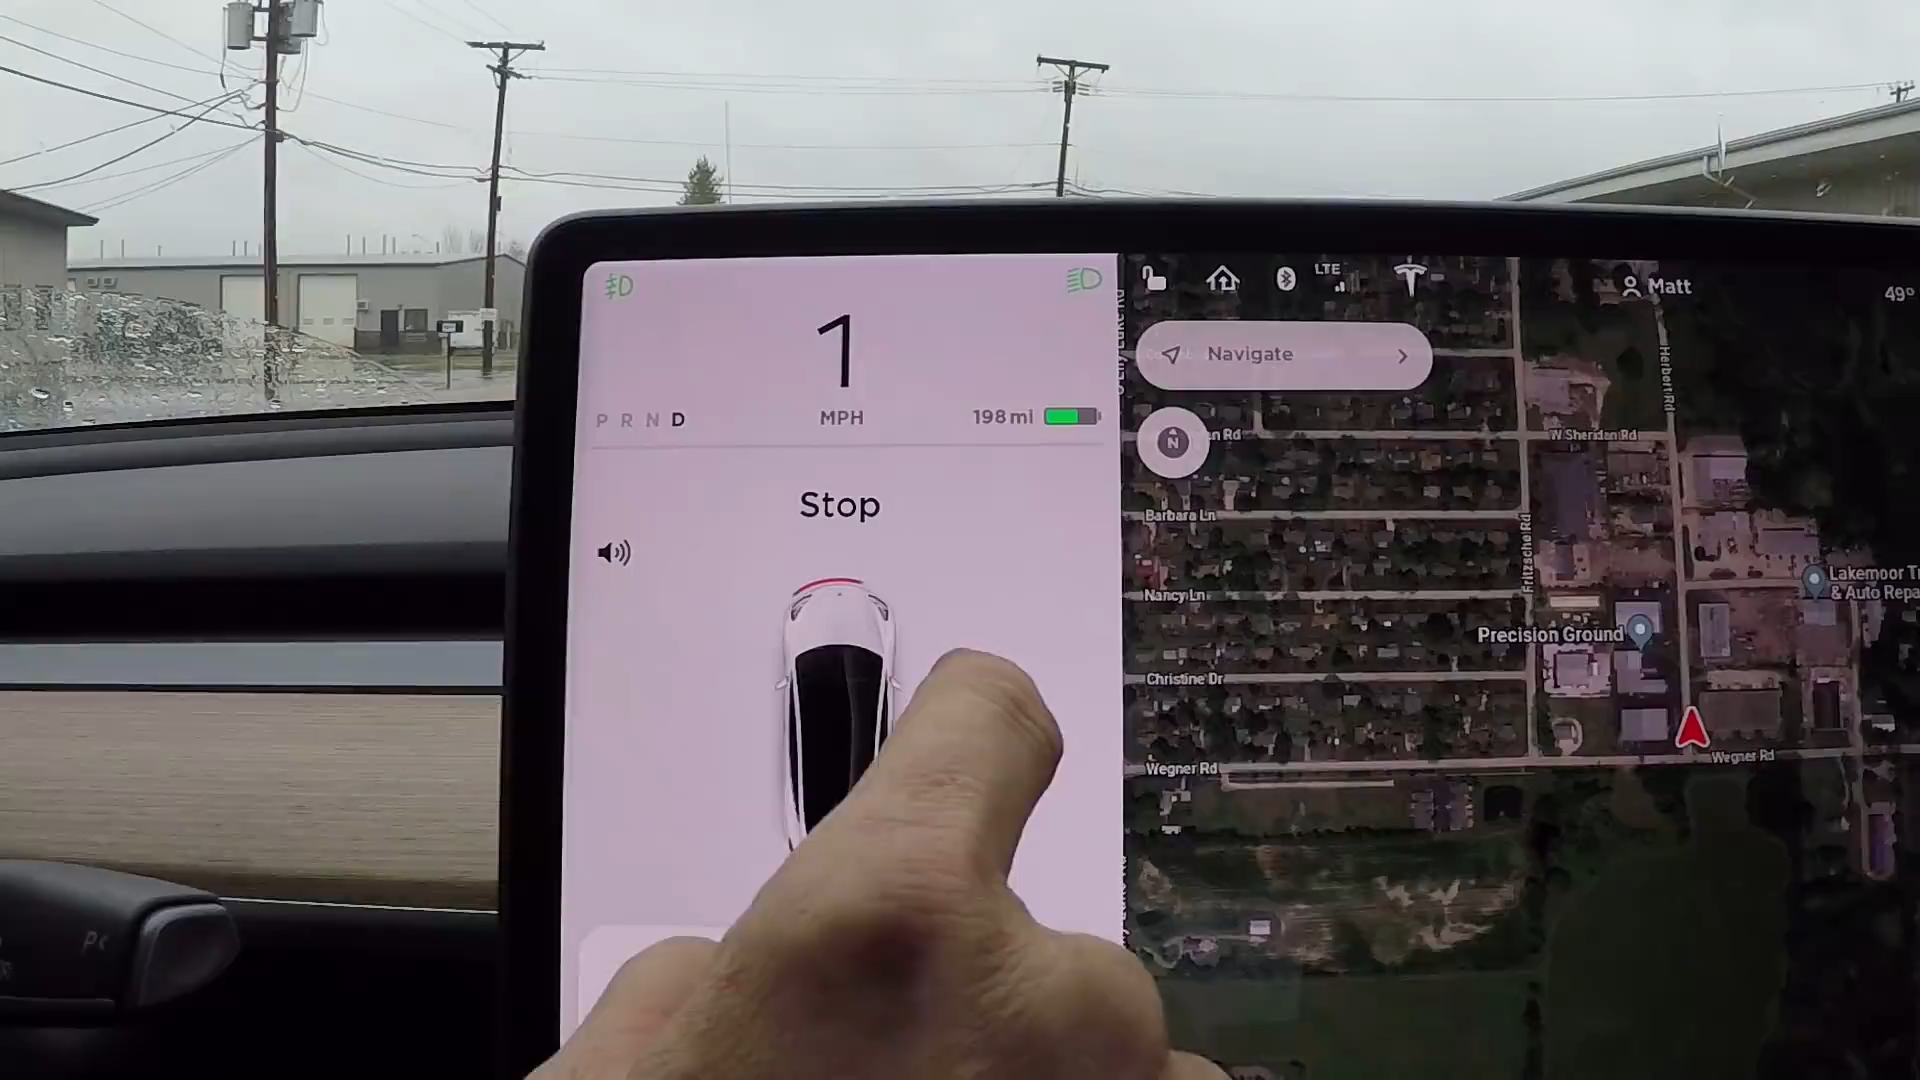 1
P R N D
MPH
198 mi
Stop
LTE
Matt
49°
Navigate
N
n Rd
W Sheridan Rd
Herbert Rd
Barbara Ln
Fritzsche Rd
Nancy Ln
Lakemoor T
& Auto Repa
Precision Ground
Christine Dr
Wegner Rd
Wegner Rd
P